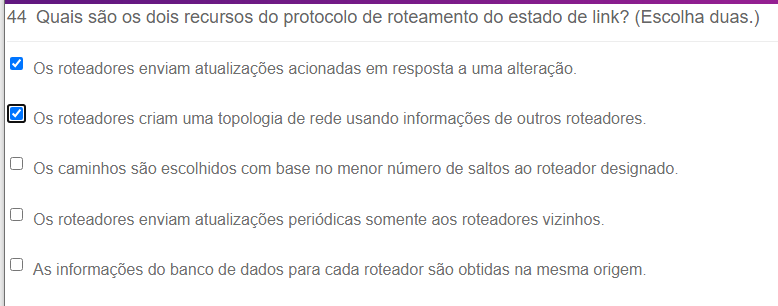 44 Quais são os dois recursos do protocolo de roteamento do estado de link? (Escolha duas.)
Os roteadores enviam atualizações acionadas em resposta a uma alteração.
Os roteadores criam uma topologia de rede usando informações de outros roteadores.
Os caminhos são escolhidos com base no menor número de saltos ao roteador designado.
Os roteadores enviam atualizações periódicas somente aos roteadores vizinhos.
As informações do banco de dados para cada roteador são obtidas na mesma origem.